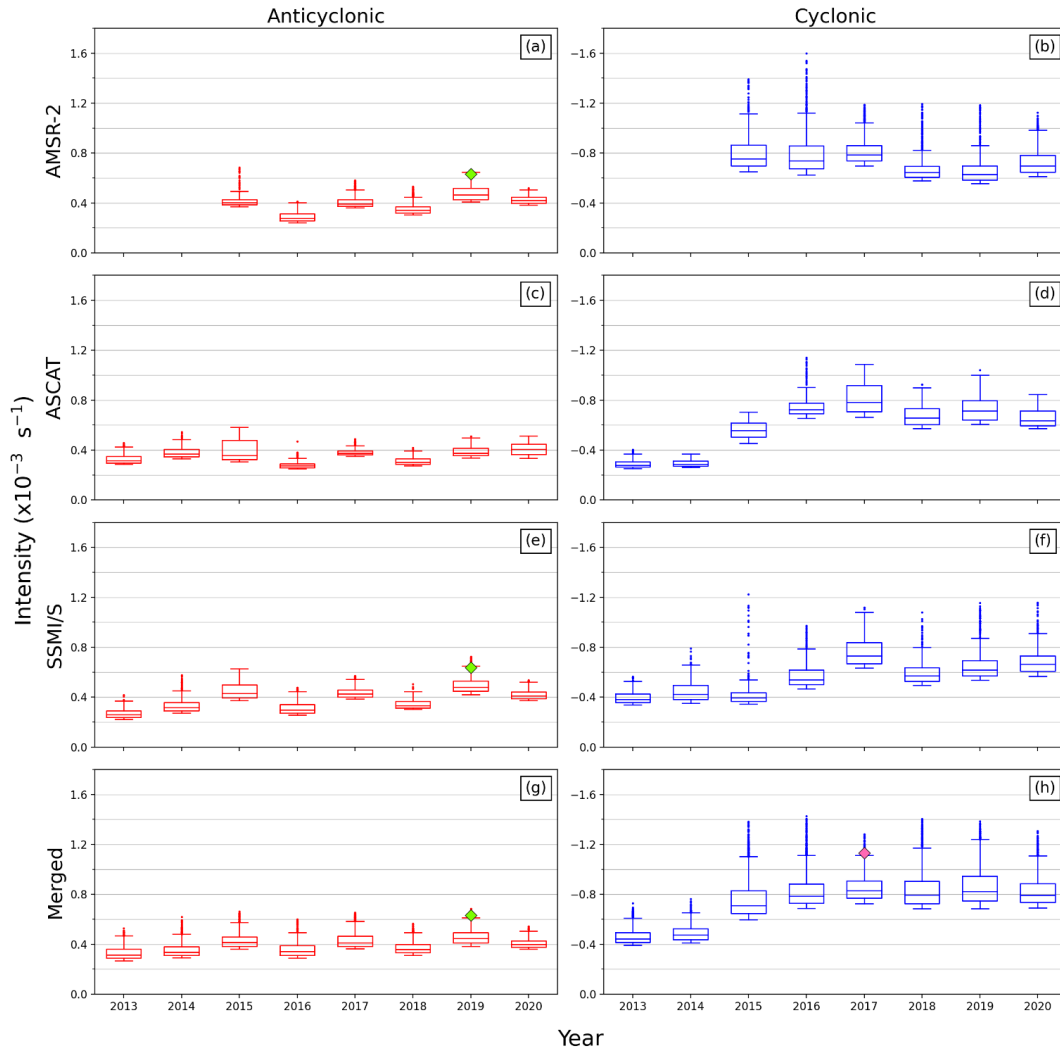 Anticyclonic Cyclonic
(a) (b)
1.6 −1.6
1.2 −1.2
AMSR-2
0.8 −0.8
0.4 −0.4
0.0 0.0
(c) (d)
1.6 −1.6
1.2 −1.2
ASCAT
0.8 −0.8
0.4 −0.4
0.0 0.0
Intensity (x10⁻³ s⁻¹)
(e) (f)
1.6 −1.6
1.2 −1.2
SSMI/S
0.8 −0.8
0.4 −0.4
0.0 0.0
(g) (h)
1.6 −1.6
1.2 −1.2
Merged
0.8 −0.8
0.4 −0.4
0.0 0.0
2013 2014 2015 2016 2017 2018 2019 2020 2013 2014 2015 2016 2017 2018 2019 2020
Year